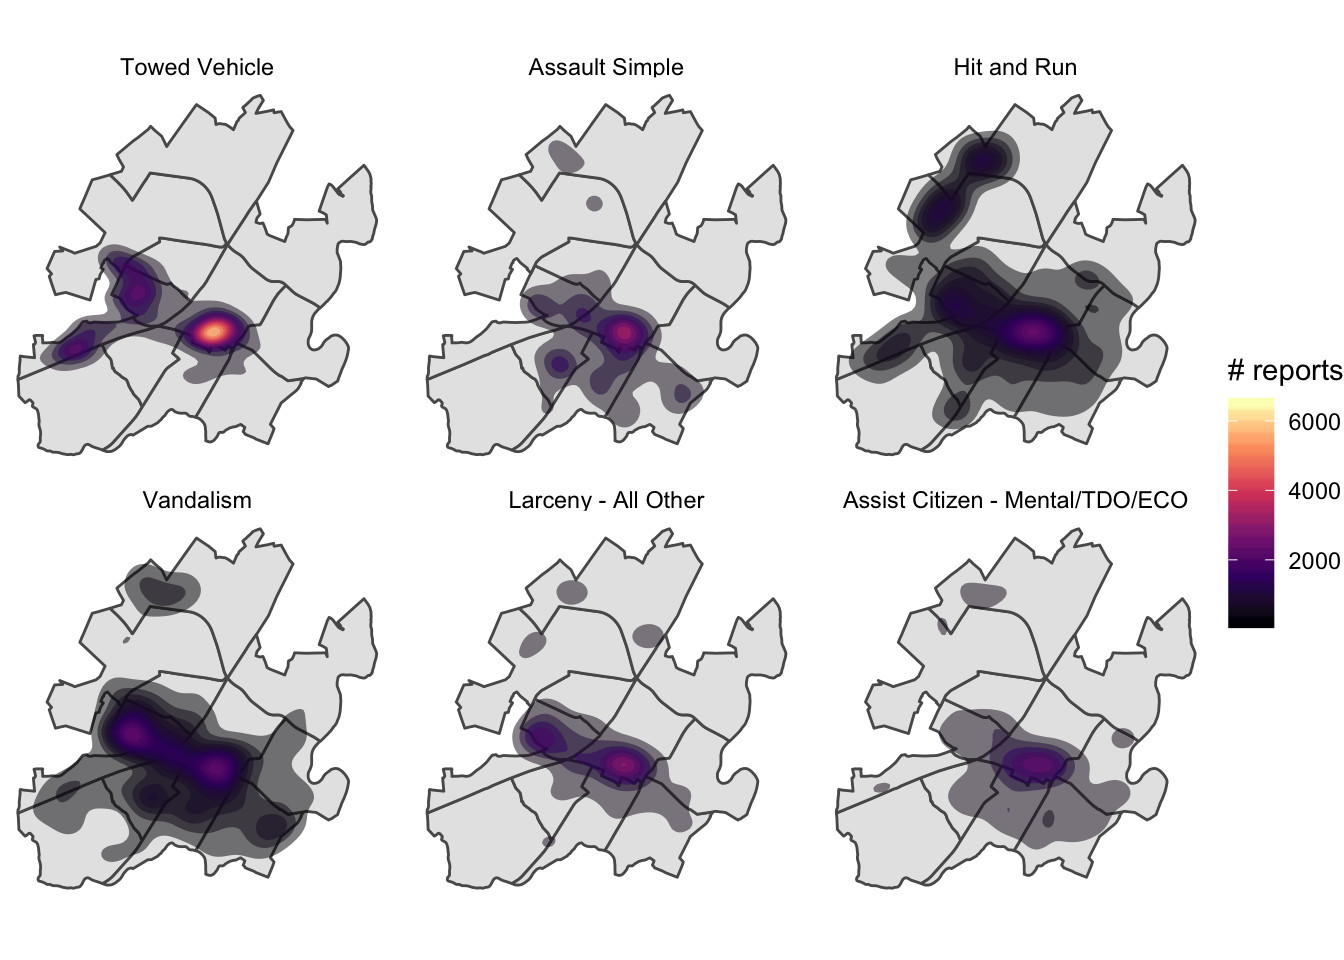 Towed Vehicle
Assault Simple
Hit and Run
# reports
6000
4000
2000
Vandalism
Larceny - All Other
Assist Citizen - Mental/TDO/ECO